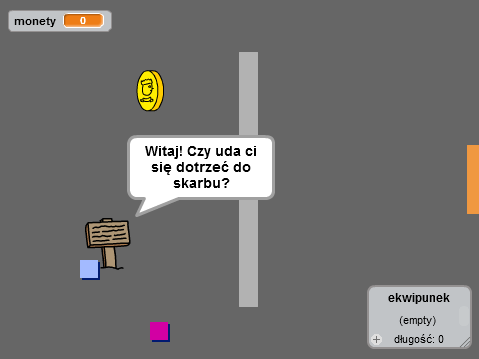 monety 0
Witaj! Czy uda ci
się dotrzeć do
skarbu?
ekwipunek
(empty)
+ długość: 0